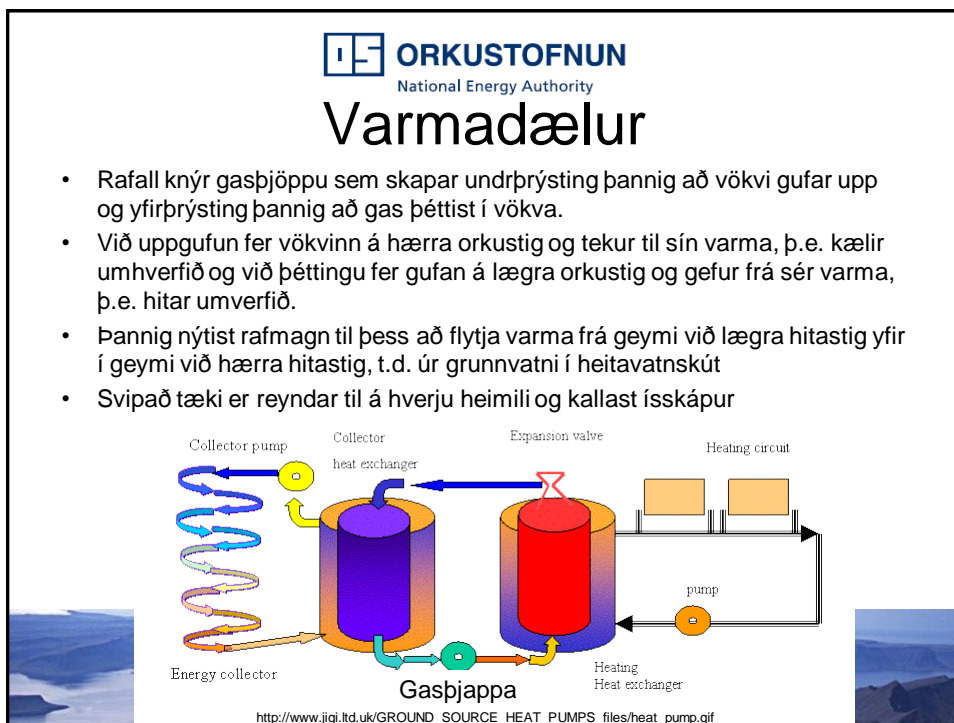 ORKUSTOFNUN
National Energy Authority
Varmadælur
• Rafall knýr gasþjöppu sem skapar undrþrýsting þannig að vökvi gufar upp
og yfirþrýsting þannig að gas þéttist í vökva.
• Við uppgufun fer vökvinn á hærra orkustig og tekur til sín varma, þ.e. kælir
umhverfið og við þéttingu fer gufan á lægra orkustig og gefur frá sér varma,
þ.e. hitar umverfið.
• Þannig nýtist rafmagn til þess að flytja varma frá geymi við lægra hitastig yfir
í geymi við hærra hitastig, t.d. úr grunnvatni í heitavatnskút
• Svipað tæki er reyndar til á hverju heimili og kallast ísskápur
Collector pump
Collector
heat exchanger
Expansion valve
Heating circuit
pump
Energy collector
Gasþjappa
Heating
Heat exchanger
http://www.jigi.ltd.uk/GROUND_SOURCE_HEAT_PUMPS_files/heat_pump.gif